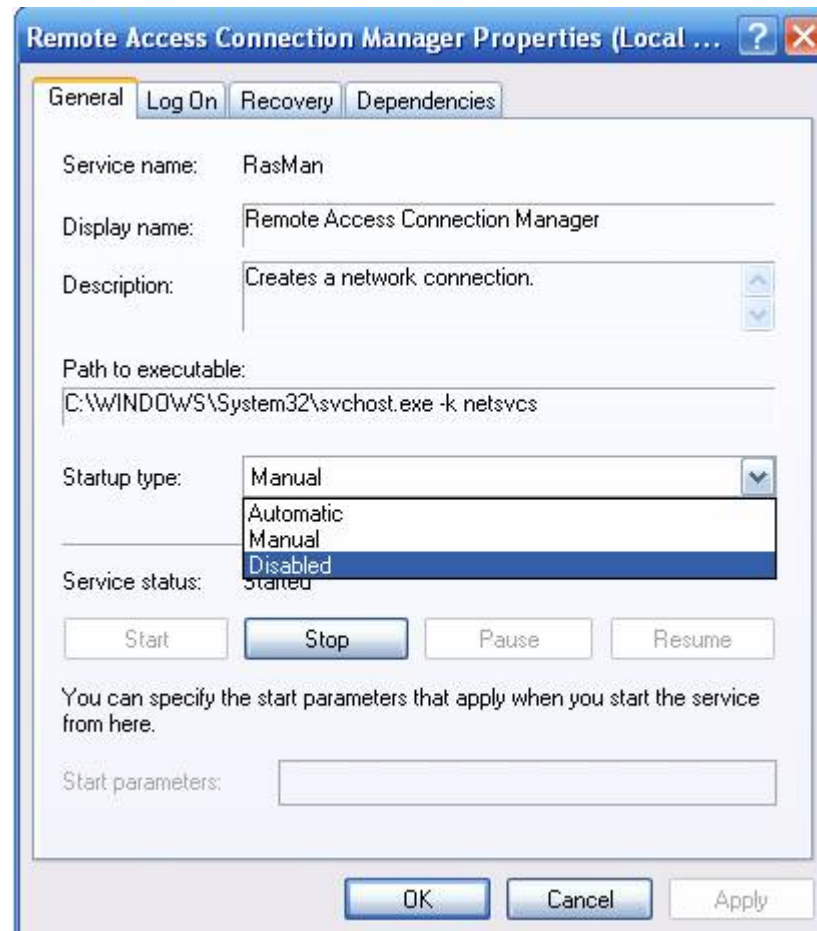 Remote Access Connection Manager Properties (Local ...
General Log On Recovery Dependencies
Service name: RasMan
Display name: Remote Access Connection Manager
Description: Creates a network connection.
Path to executable:
C:\WINDOWS\System32\svchost.exe -k netsvcs
Startup type: Manual
Automatic
Manual
Disabled
Service status: Started
Start Stop Pause Resume
You can specify the start parameters that apply when you start the service
from here.
Start parameters:
OK Cancel Apply